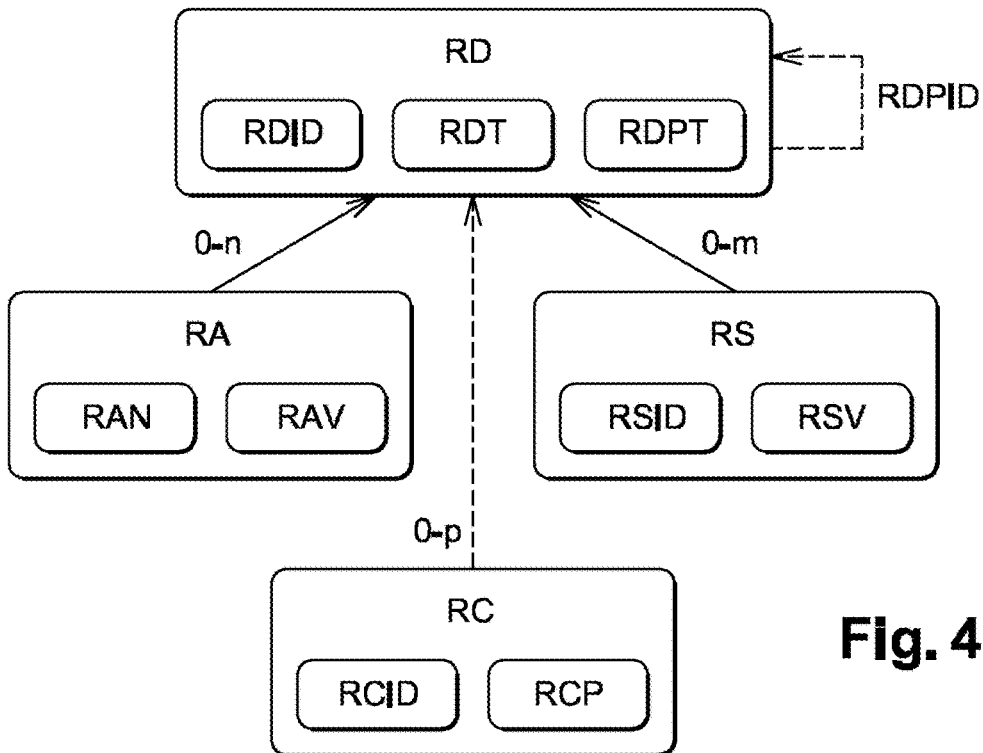 RD
RDPID
RDID RDT RDPT
0-n 0-m
RA RS
RAN RAV RSID RSV
0-p
RC
RCID RCP
Fig. 4